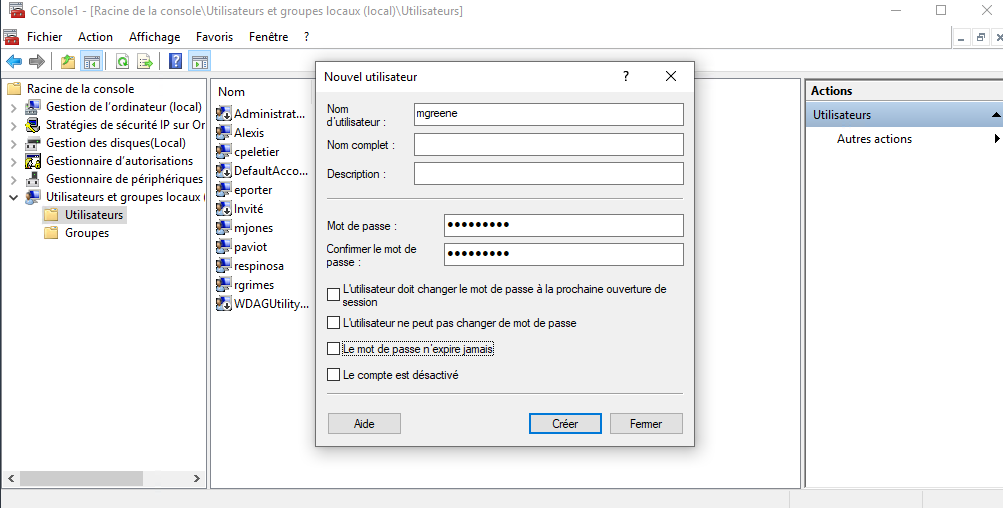 Console1 - [Racine de la console\Utilisateurs et groupes locaux (local)\Utilisateurs]
Fichier Action Affichage Favoris Fenêtre ?
Racine de la console
Gestion de l'ordinateur (local)
Stratégies de sécurité IP sur Or
Gestion des disques(Local)
Gestionnaire d'autorisations
Gestionnaire de périphériques
Utilisateurs et groupes locaux (
Utilisateurs
Groupes
Nom
Administrat...
Alexis
cpeletier
DefaultAcco...
eporter
Invité
mjones
paviot
respinosa
rgrimes
WDAGUtility...
Nouvel utilisateur ?
Nom
d'utilisateur : mgreene
Nom complet :
Description :
Mot de passe : •••••••••
Confirmer le mot de
passe : •••••••••
L'utilisateur doit changer le mot de passe à la prochaine ouverture de
session
L'utilisateur ne peut pas changer de mot de passe
Le mot de passe n'expire jamais
Le compte est désactivé
Aide Créer Fermer
Actions
Utilisateurs
Autres actions